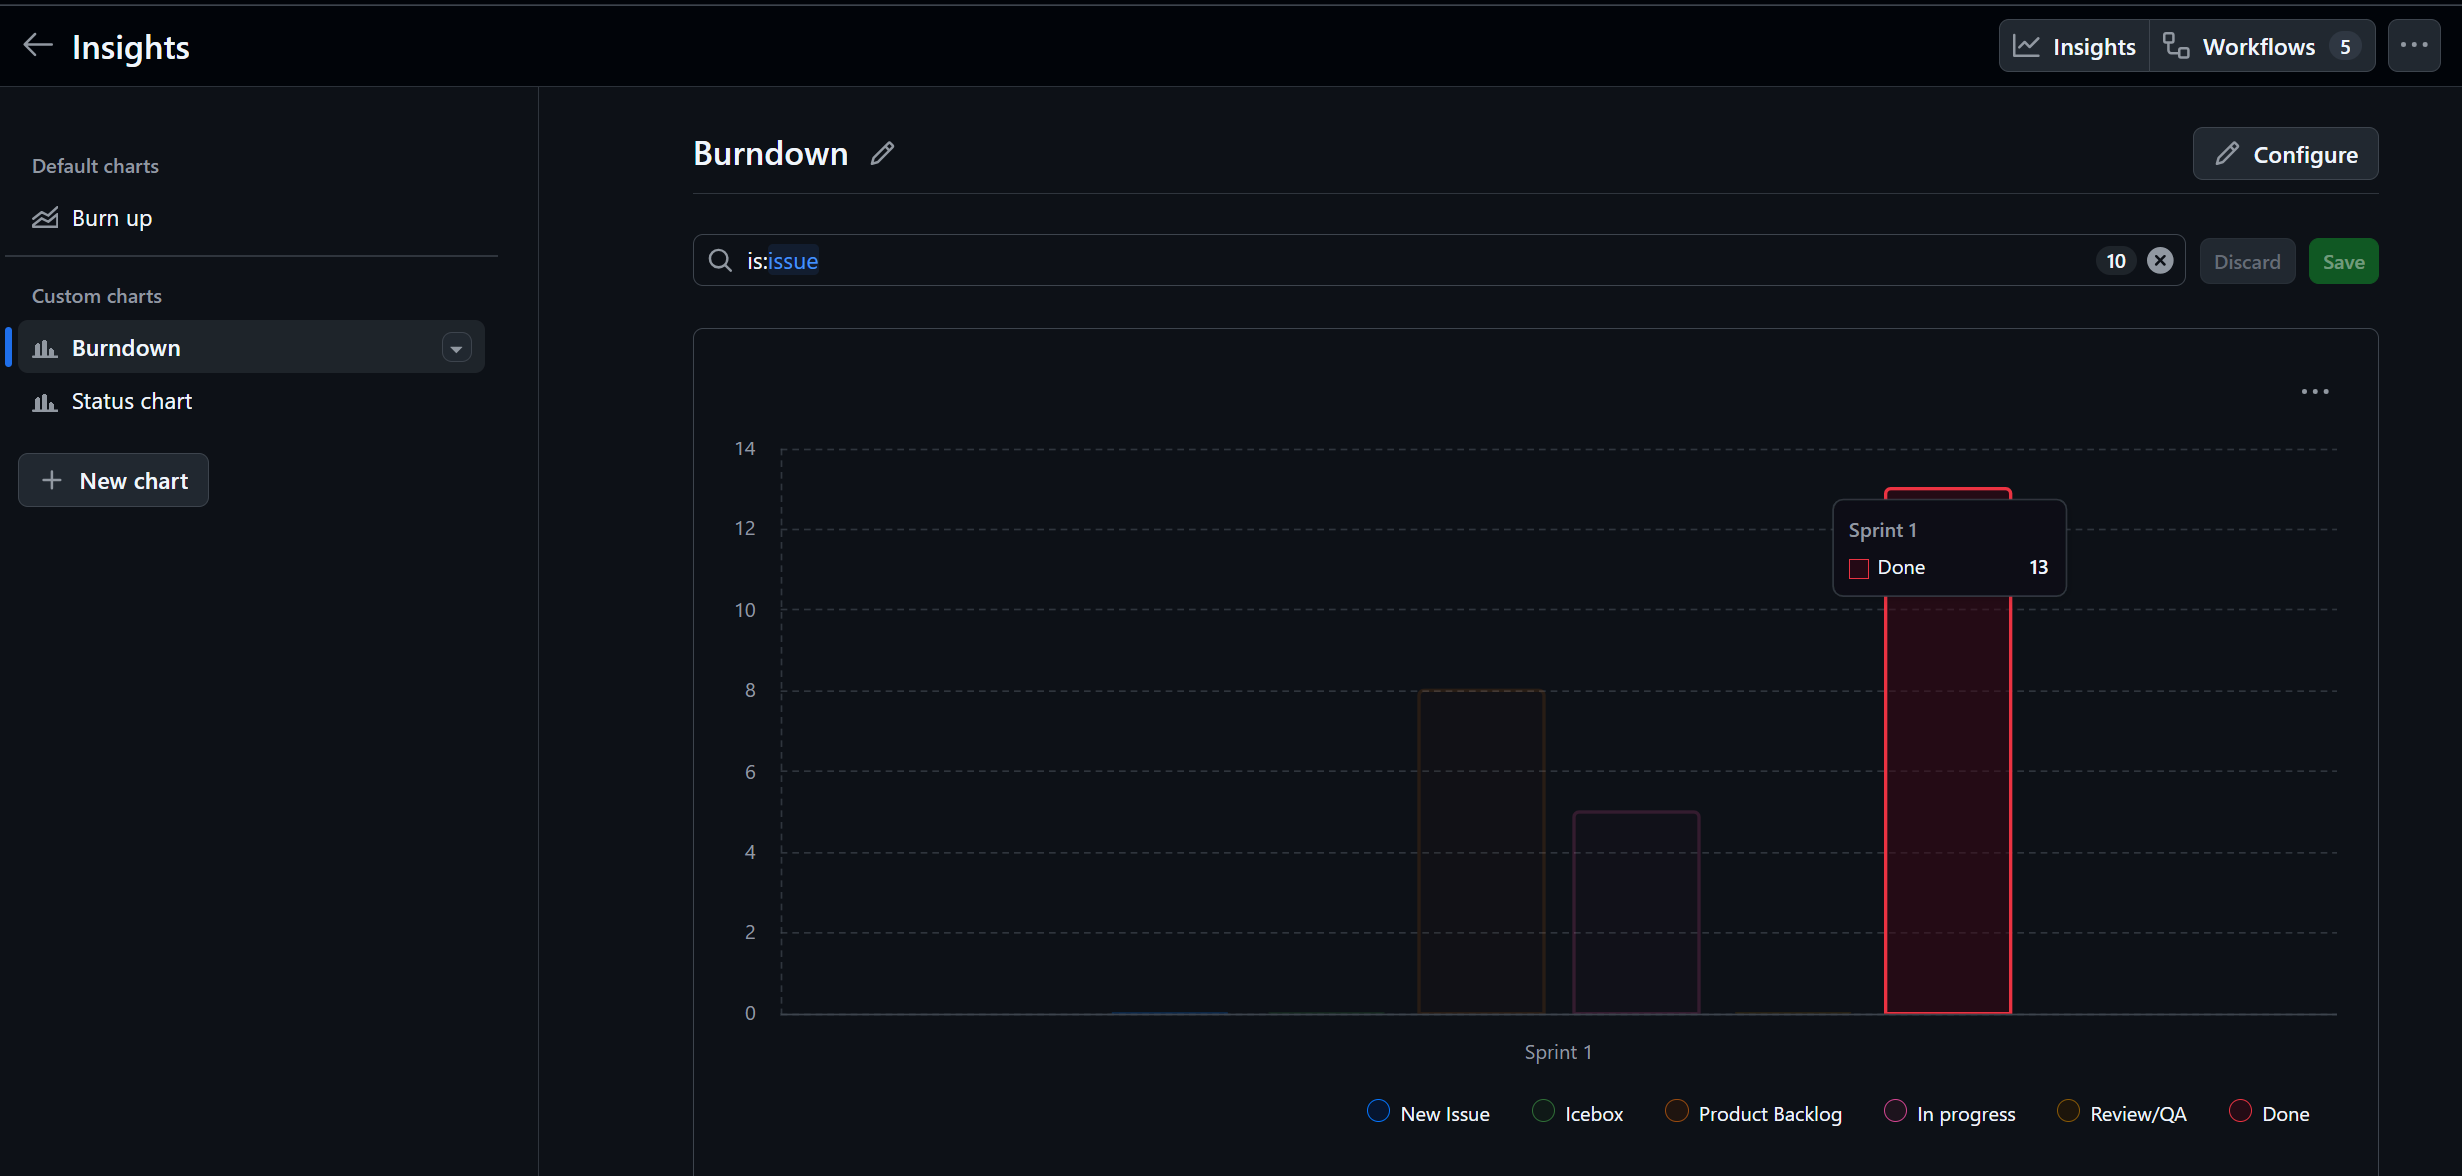 Insights
Insights
Workflows 5
Default charts
Burn up
Custom charts
Burndown
Status chart
New chart
Burndown
Configure
is:issue
10
Discard
Save
14
12
10
8
6
4
2
0
Sprint 1
Done 13
Sprint 1
New Issue
Icebox
Product Backlog
In progress
Review/QA
Done